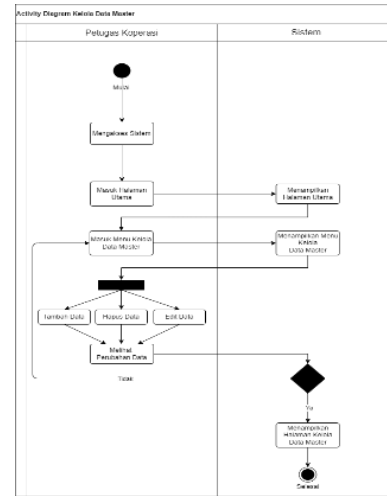 Activity Diagram Kelola Data Master
Petugas Koperasi
Sistem
Mulai
Mengakses Sistem
Masuk Halaman
Utama
Menampilkan
Halaman Utama
Masuk Menu Kelola
Data Master
Menampilkan Menu
Kelola
Data Master
Tambah Data
Hapus Data
Edit Data
Melihat
Perubahan Data
Tidak
Ya
Menampilkan
Halaman Kelola
Data Master
Selesai